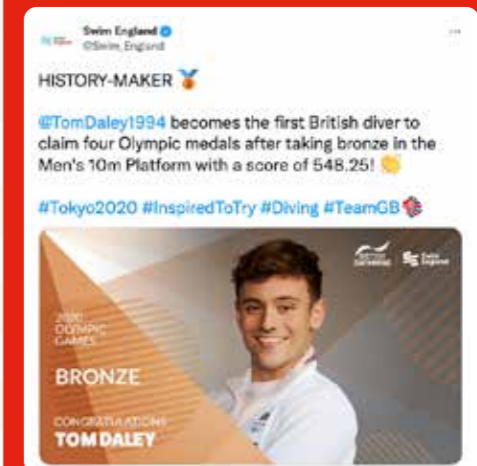 Swim England
@Swim_England
HISTORY-MAKER
@TomDaley1994 becomes the first British diver to
claim four Olympic medals after taking bronze in the
Men's 10m Platform with a score of 548.25!
#Tokyo2020 #InspiredToTry #Diving #TeamGB
Swim
England
2020
OLYMPIC
GAMES
BRONZE
CONGRATULATIONS
TOM DALEY